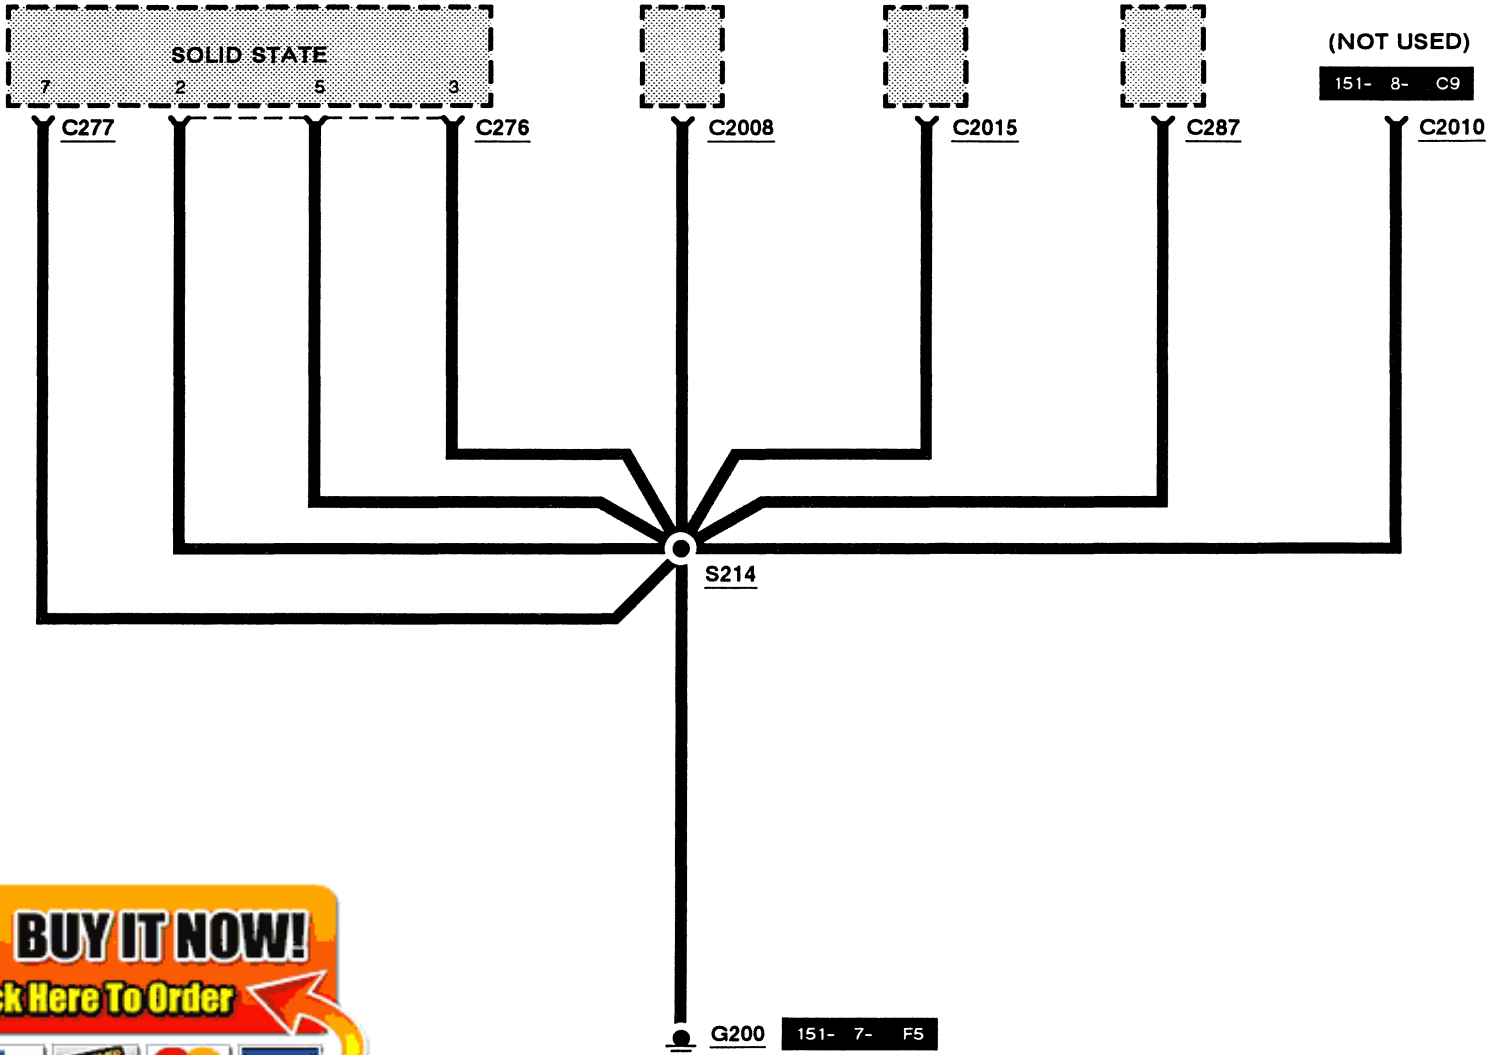 (NOT USED)
SOLID STATE
151- 8- C9
7 2 5 3
C277 C276 C2008 C2015 C287 C2010
S214
BUY IT NOW!
Here To Order
G200 151- 7- F5